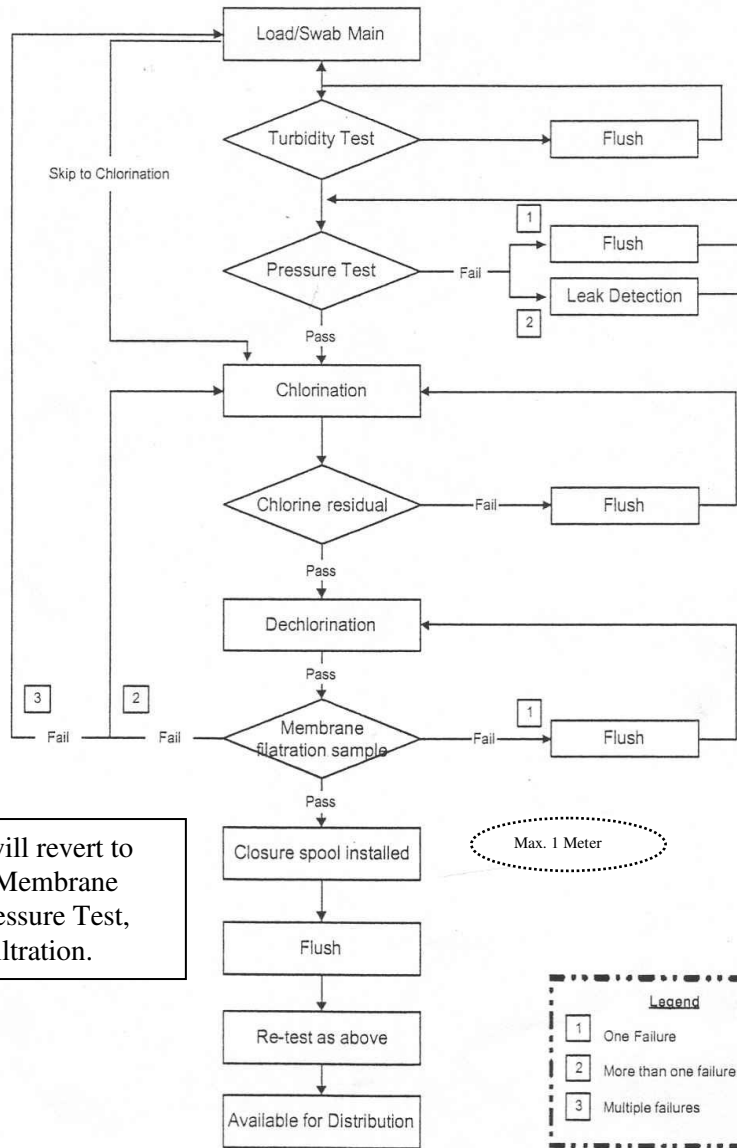 Load/Swab Main
Turbidity Test
Flush
Skip to Chlorination
1
Flush
Pressure Test
Fail
Leak Detection
2
Pass
Chlorination
Chlorine residual
Fail
Flush
Pass
Dechlorination
Pass
3
2
1
Fail
Fail
Membrane
filatration sample
Fail
Flush
Pass
vill revert to
Membrane
essure Test,
ltration.
Closure spool installed
Max. 1 Meter
Flush
Re-test as above
Available for Distribution
Legend
1 One Failure
2 More than one failure
3 Multiple failures